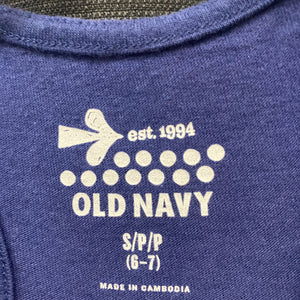 est. 1994
OLD NAVY
S/P/P
(6-7)
MADE IN CAMBODIA